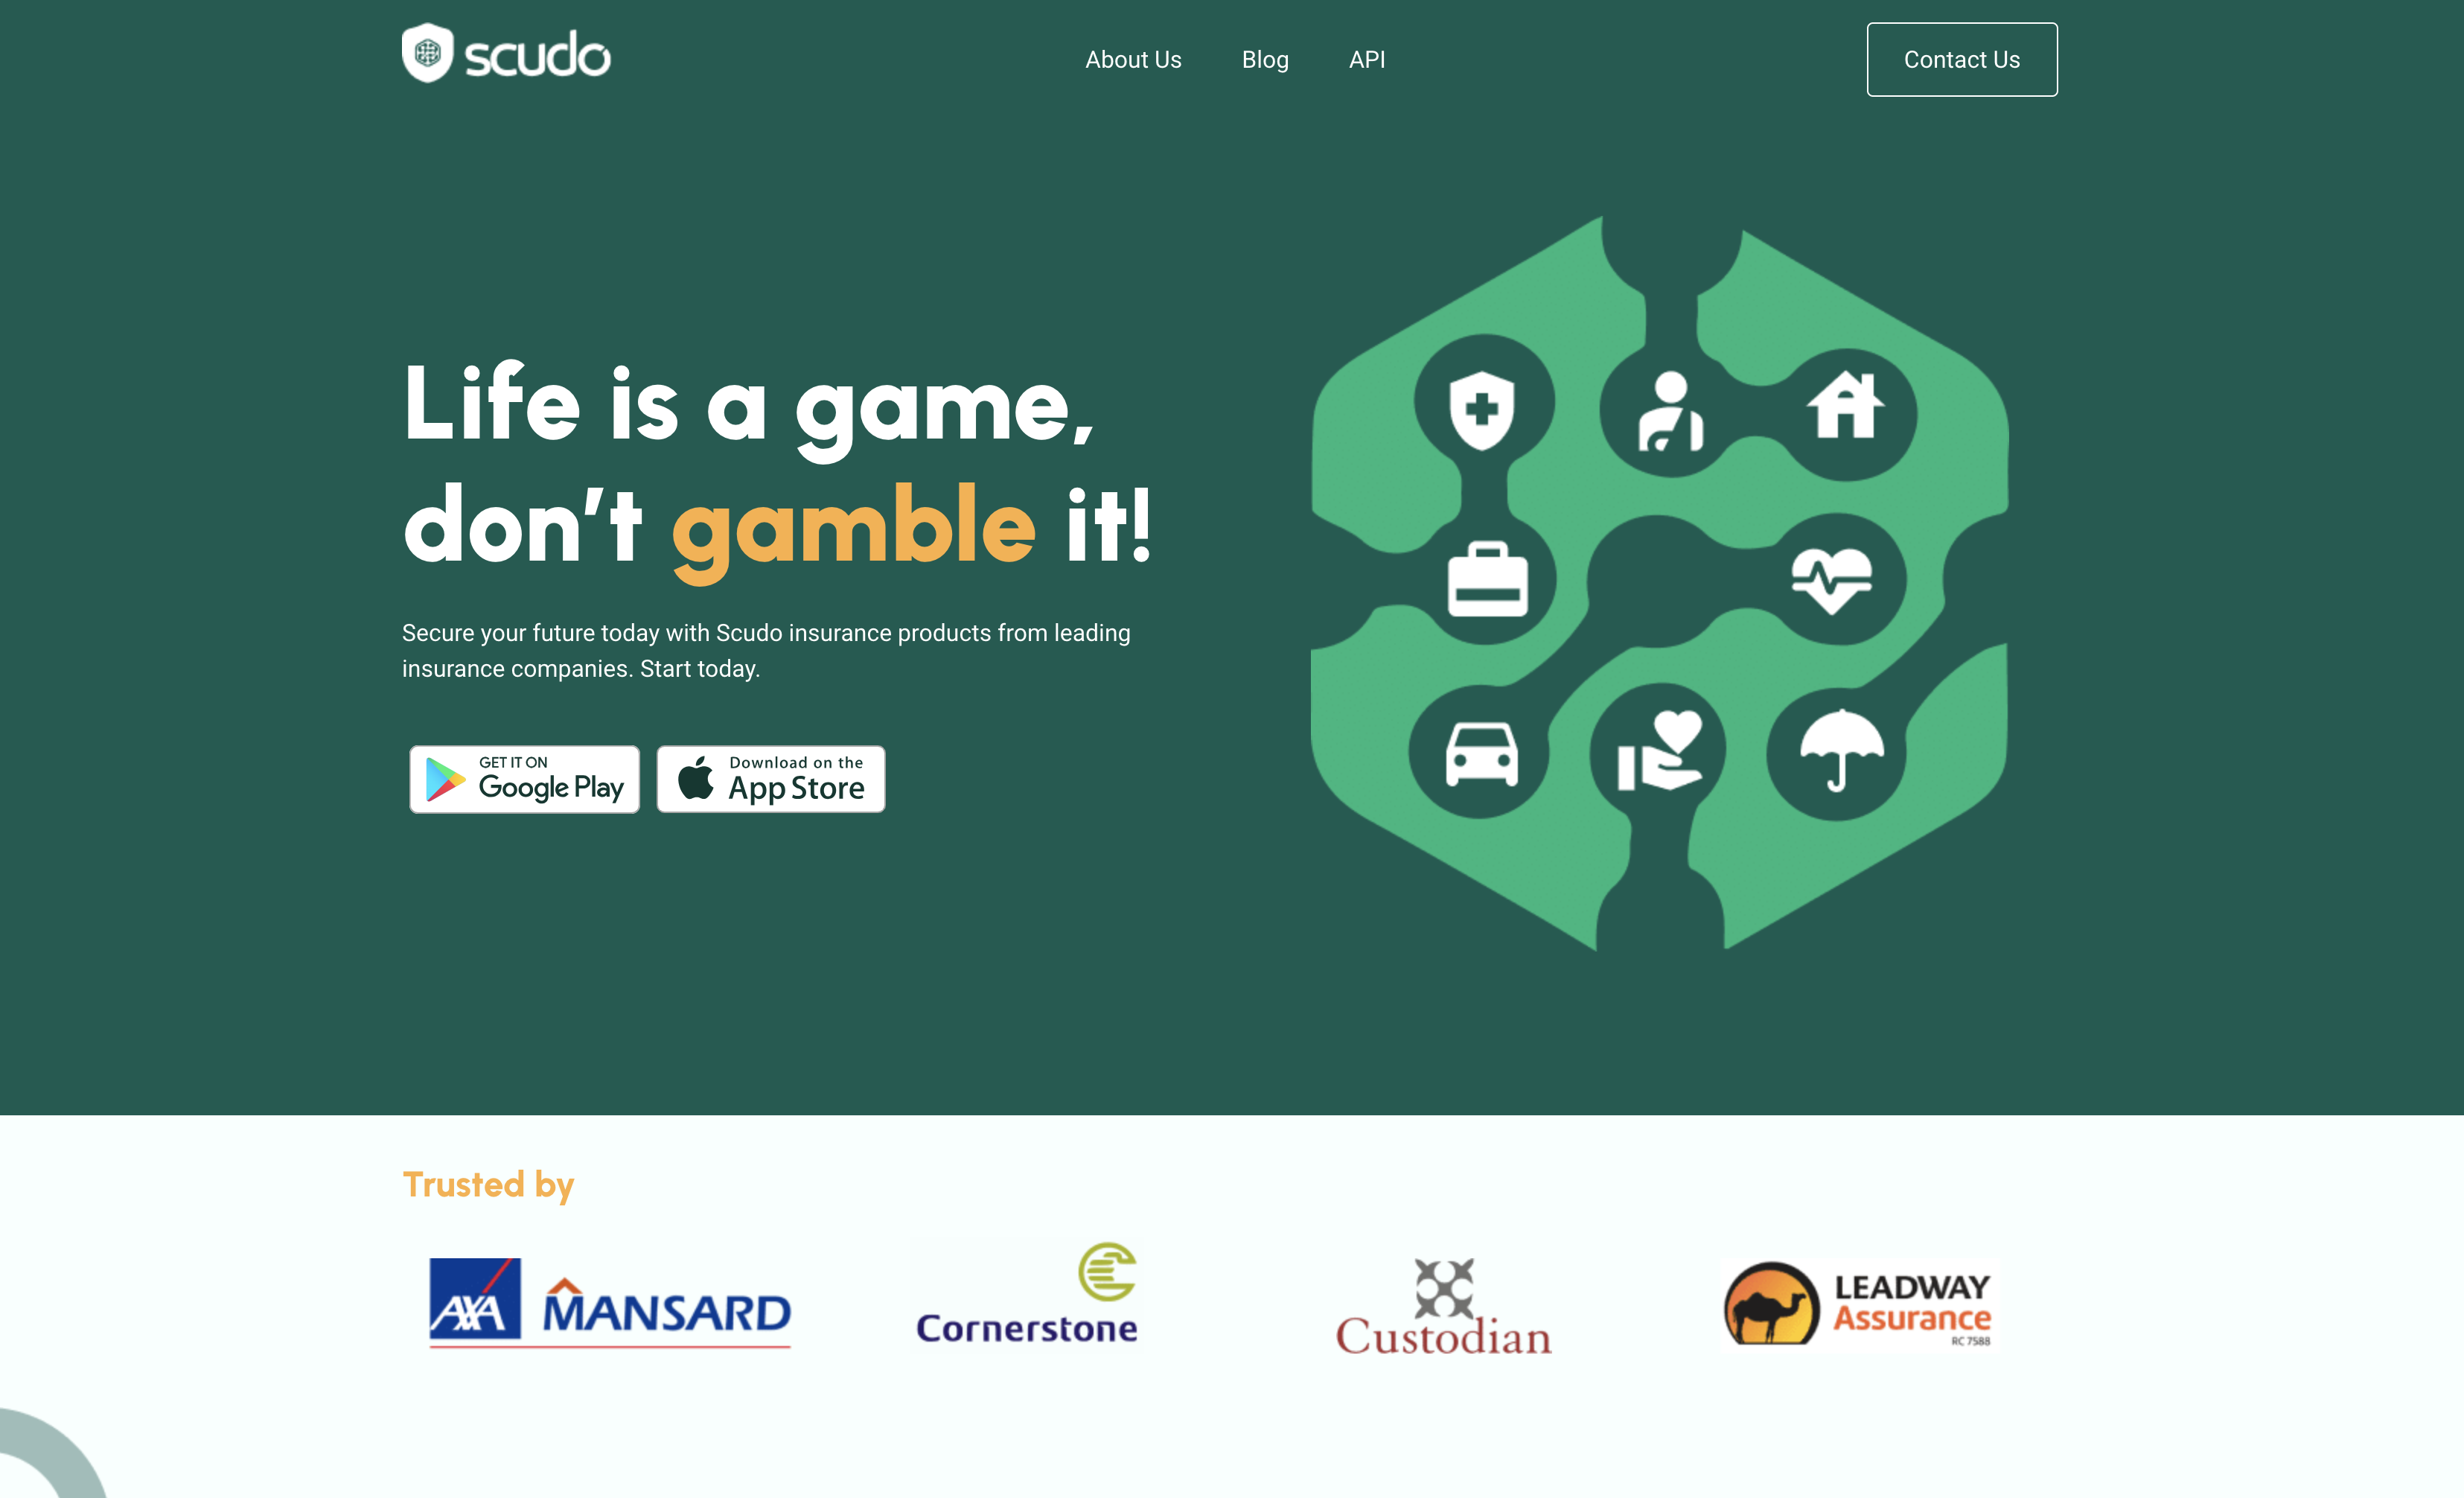 scudo
About Us
Blog
API
Contact Us
Life is a game,
don’t gamble it!
Secure your future today with Scudo insurance products from leading
insurance companies. Start today.
GET IT ON
Google Play
Download on the
App Store
Trusted by
AXA MANSARD
Cornerstone
Custodian
LEADWAY
Assurance
RC 7588